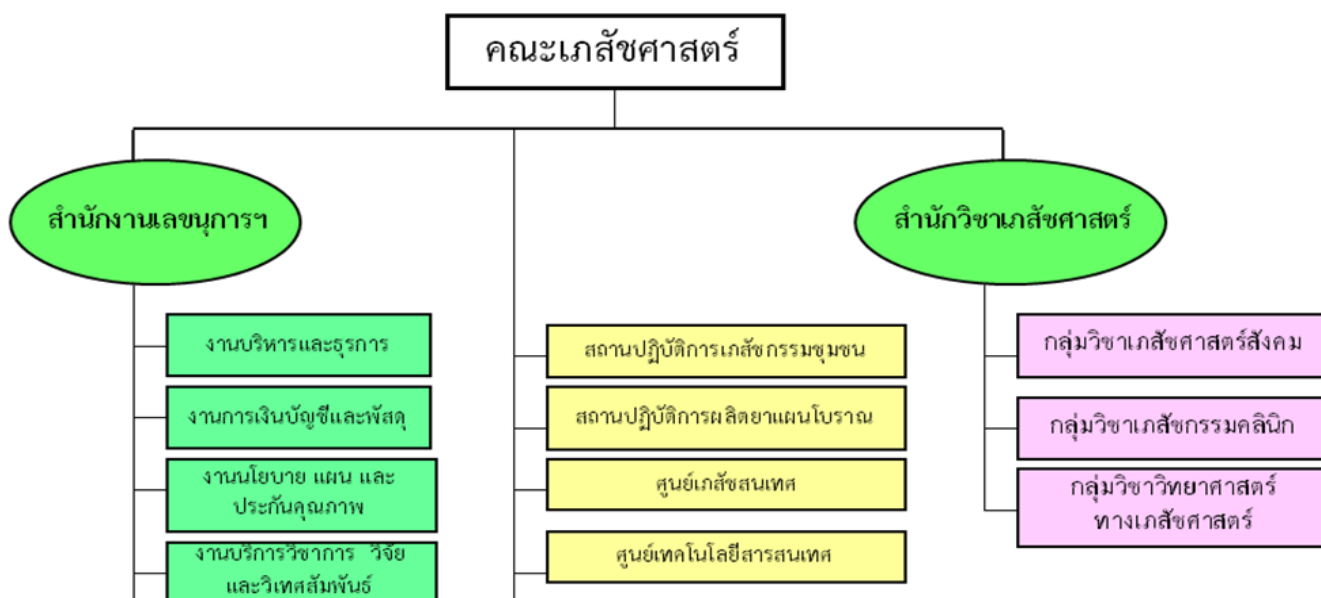 คณะเภสัชศาสตร์
สำนักงานเลขนุการฯ
สำนักวิชาเภสัชศาสตร์
งานบริหารและธุรการ
งานการเงินบัญชีและพัสดุ
งานนโยบาย แผน และ
ประกันคุณภาพ
งานบริการวิชาการ วิจัย
และวิเทศสัมพันธ์
สถานปฏิบัติการเภสัชกรรมชุมชน
สถานปฏิบัติการผลิตยาแผนโบราณ
ศูนย์เภสัชสนเทศ
ศูนย์เทคโนโลยีสารสนเทศ
กลุ่มวิชาเภสัชศาสตร์สังคม
กลุ่มวิชาเภสัชกรรมคลินิก
กลุ่มวิชาวิทยาศาสตร์
ทางเภสัชศาสตร์